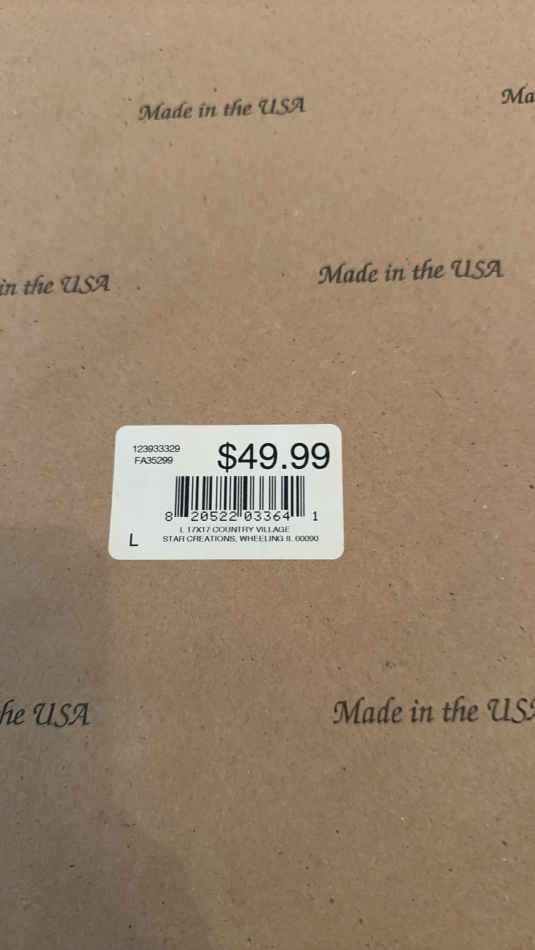 Made in the USA
Ma
in the USA
Made in the USA
123933329
FA35299
$49.99
8 20522 03364 1
L 17X17 COUNTRY VILLAGE
L
STAR CREATIONS, WHEELING IL 60090
he USA
Made in the USA